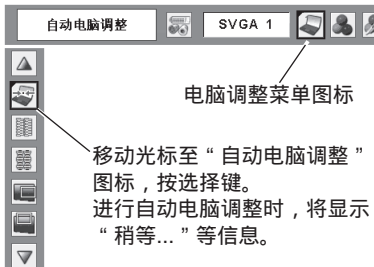 自动电脑调整 SVGA 1
电脑调整菜单图标
移动光标至“自动电脑调整”
图标，按选择键。
进行自动电脑调整时，将显示
“稍等...”等信息。